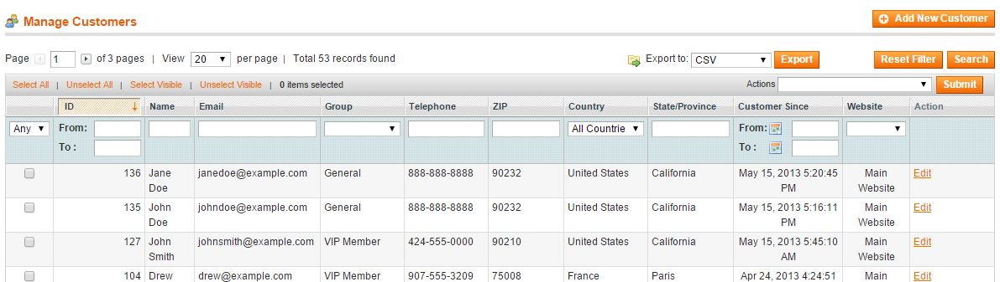 Manage Customers
Add New Customer
Page 1 of 3 pages | View 20 per page | Total 53 records found
Export to: CSV Export Reset Filter Search
Select All | Unselect All | Select Visible | Unselect Visible | 0 items selected
Actions Submit
ID Name Email Group Telephone ZIP Country State/Province Customer Since Website Action
Any From: All Countrie From:
To : To :
136 Jane janedoe@example.com General 888-888-8888 90232 United States California May 15, 2013 5:20:45 Main Edit
Doe PM Website
135 John johndoe@example.com General 888-888-8888 90232 United States California May 15, 2013 5:16:11 Main Edit
Doe PM Website
127 John johnsmith@example.com VIP Member 424-555-0000 90210 United States California May 15, 2013 5:45:10 Main Edit
Smith AM Website
104 Drew drew@example.com VIP Member 907-555-3209 75008 France Paris Apr 24, 2013 4:24:51 Main Edit